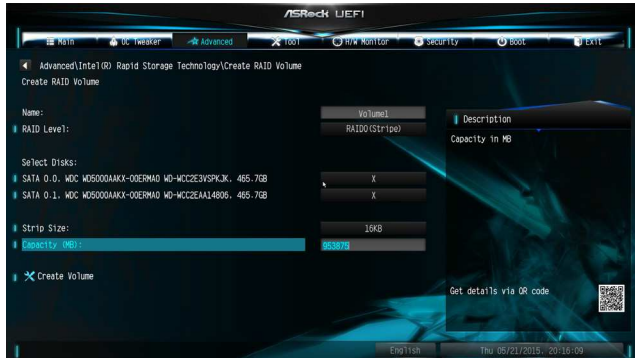 ASRock UEFI
Main OC Tweaker Advanced Tool H/W Monitor Security Boot Exit
Advanced\Intel(R) Rapid Storage Technology\Create RAID Volume
Create RAID Volume
Name: Volume1
RAID Level: RAID0(Stripe)
Select Disks:
SATA 0.0, WDC WD5000AAKX-00ERMA0 WD-WCC2E3VSPKJK, 465.7GB X
SATA 0.1, WDC WD5000AAKX-00ERMA0 WD-WCC2EAA14806, 465.7GB X
Strip Size: 16KB
Capacity (MB): 953875
Create Volume
Description
Capacity in MB
Get details via QR code
English Thu 05/21/2015, 20:16:09